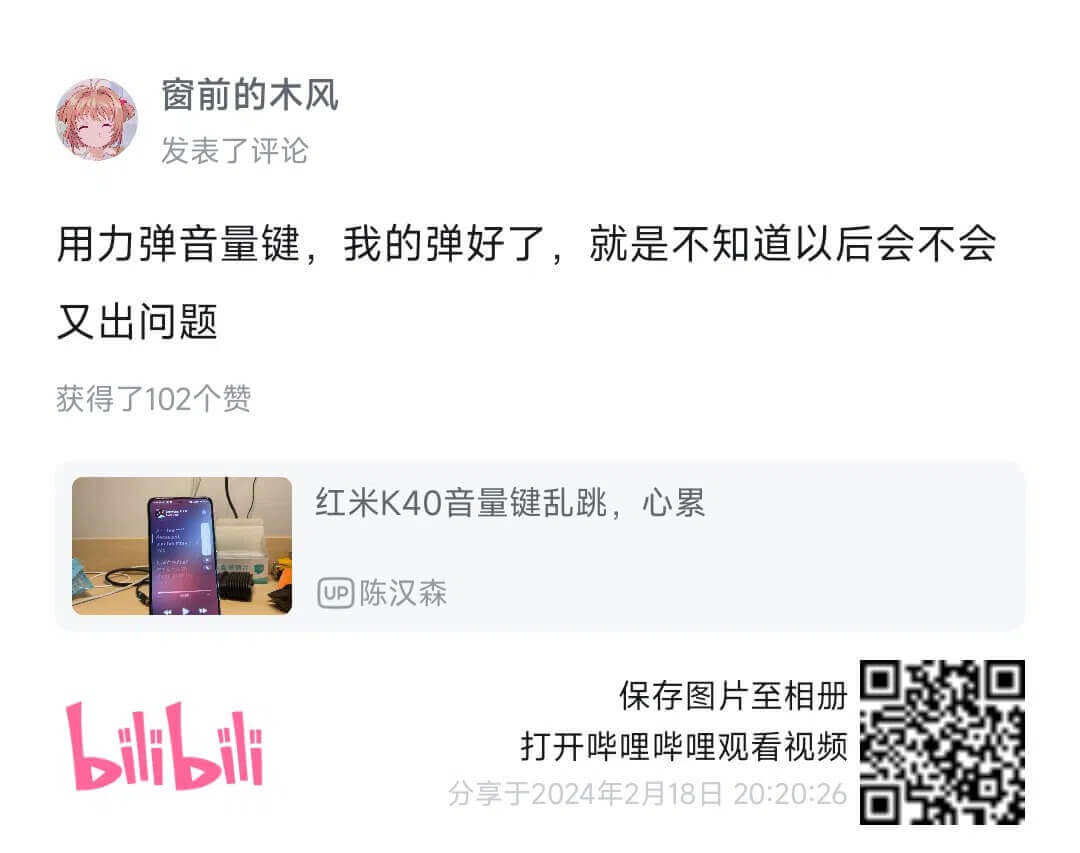 窗前的木风
发表了评论
用力弹音量键，我的弹好了，就是不知道以后会不会
又出问题
获得了102个赞
红米K40音量键乱跳，心累
UP陈汉森
bilibili
保存图片至相册
打开哔哩哔哩观看视频
分享于2024年2月18日 20:20:26